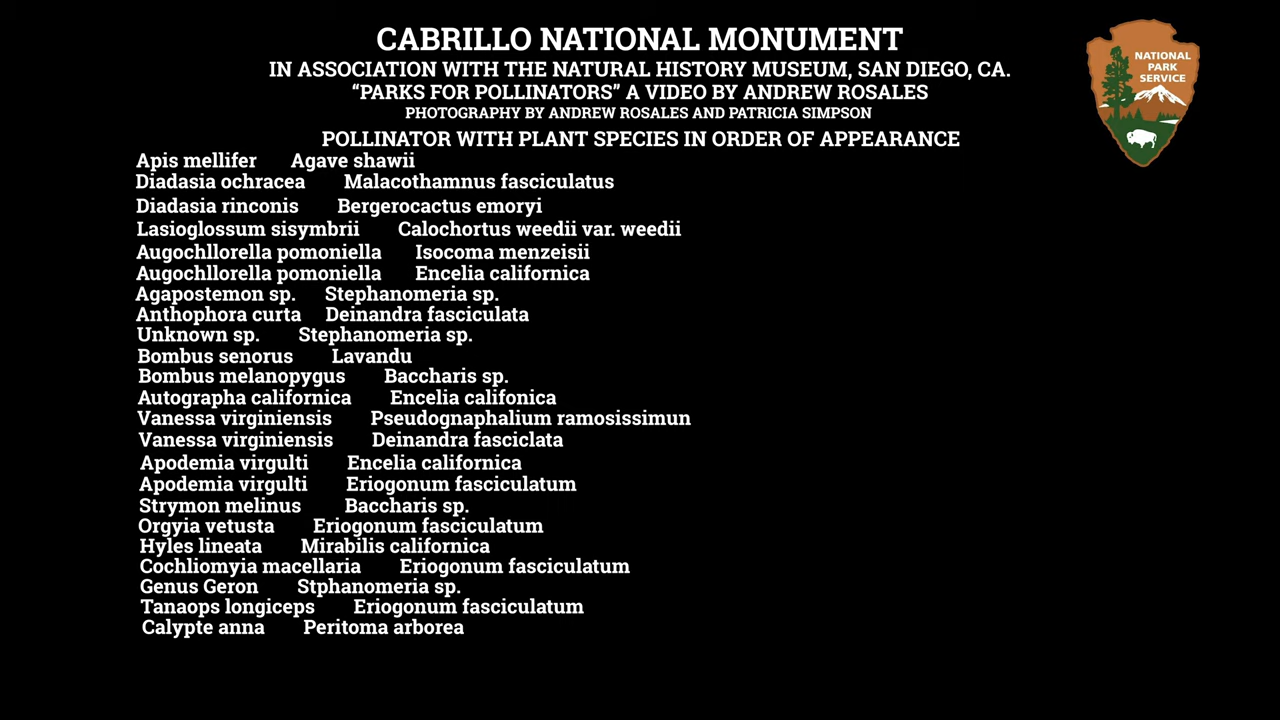 CABRILLO NATIONAL MONUMENT
IN ASSOCIATION WITH THE NATURAL HISTORY MUSEUM, SAN DIEGO, CA.
“PARKS FOR POLLINATORS” A VIDEO BY ANDREW ROSALES
PHOTOGRAPHY BY ANDREW ROSALES AND PATRICIA SIMPSON
NATIONAL
PARK
SERVICE
POLLINATOR WITH PLANT SPECIES IN ORDER OF APPEARANCE
Apis mellifer Agave shawii
Diadasia ochracea Malacothamnus fasciculatus
Diadasia rinconis Bergerocactus emoryi
Lasioglossum sisymbrii Calochortus weedii var. weedii
Augochllorella pomoniella Isocoma menzeisii
Augochllorella pomoniella Encelia californica
Agapostemon sp. Stephanomeria sp.
Anthophora curta Deinandra fasciculata
Unknown sp. Stephanomeria sp.
Bombus senorus Lavandu
Bombus melanopygus Baccharis sp.
Autographa californica Encelia califonica
Vanessa virginiensis Pseudognaphalium ramosissimun
Vanessa virginiensis Deinandra fasciclata
Apodemia virgulti Encelia californica
Apodemia virgulti Eriogonum fasciculatum
Strymon melinus Baccharis sp.
Orgyia vetusta Eriogonum fasciculatum
Hyles lineata Mirabilis californica
Cochliomyia macellaria Eriogonum fasciculatum
Genus Geron Stphanomeria sp.
Tanaops longiceps Eriogonum fasciculatum
Calypte anna Peritoma arborea